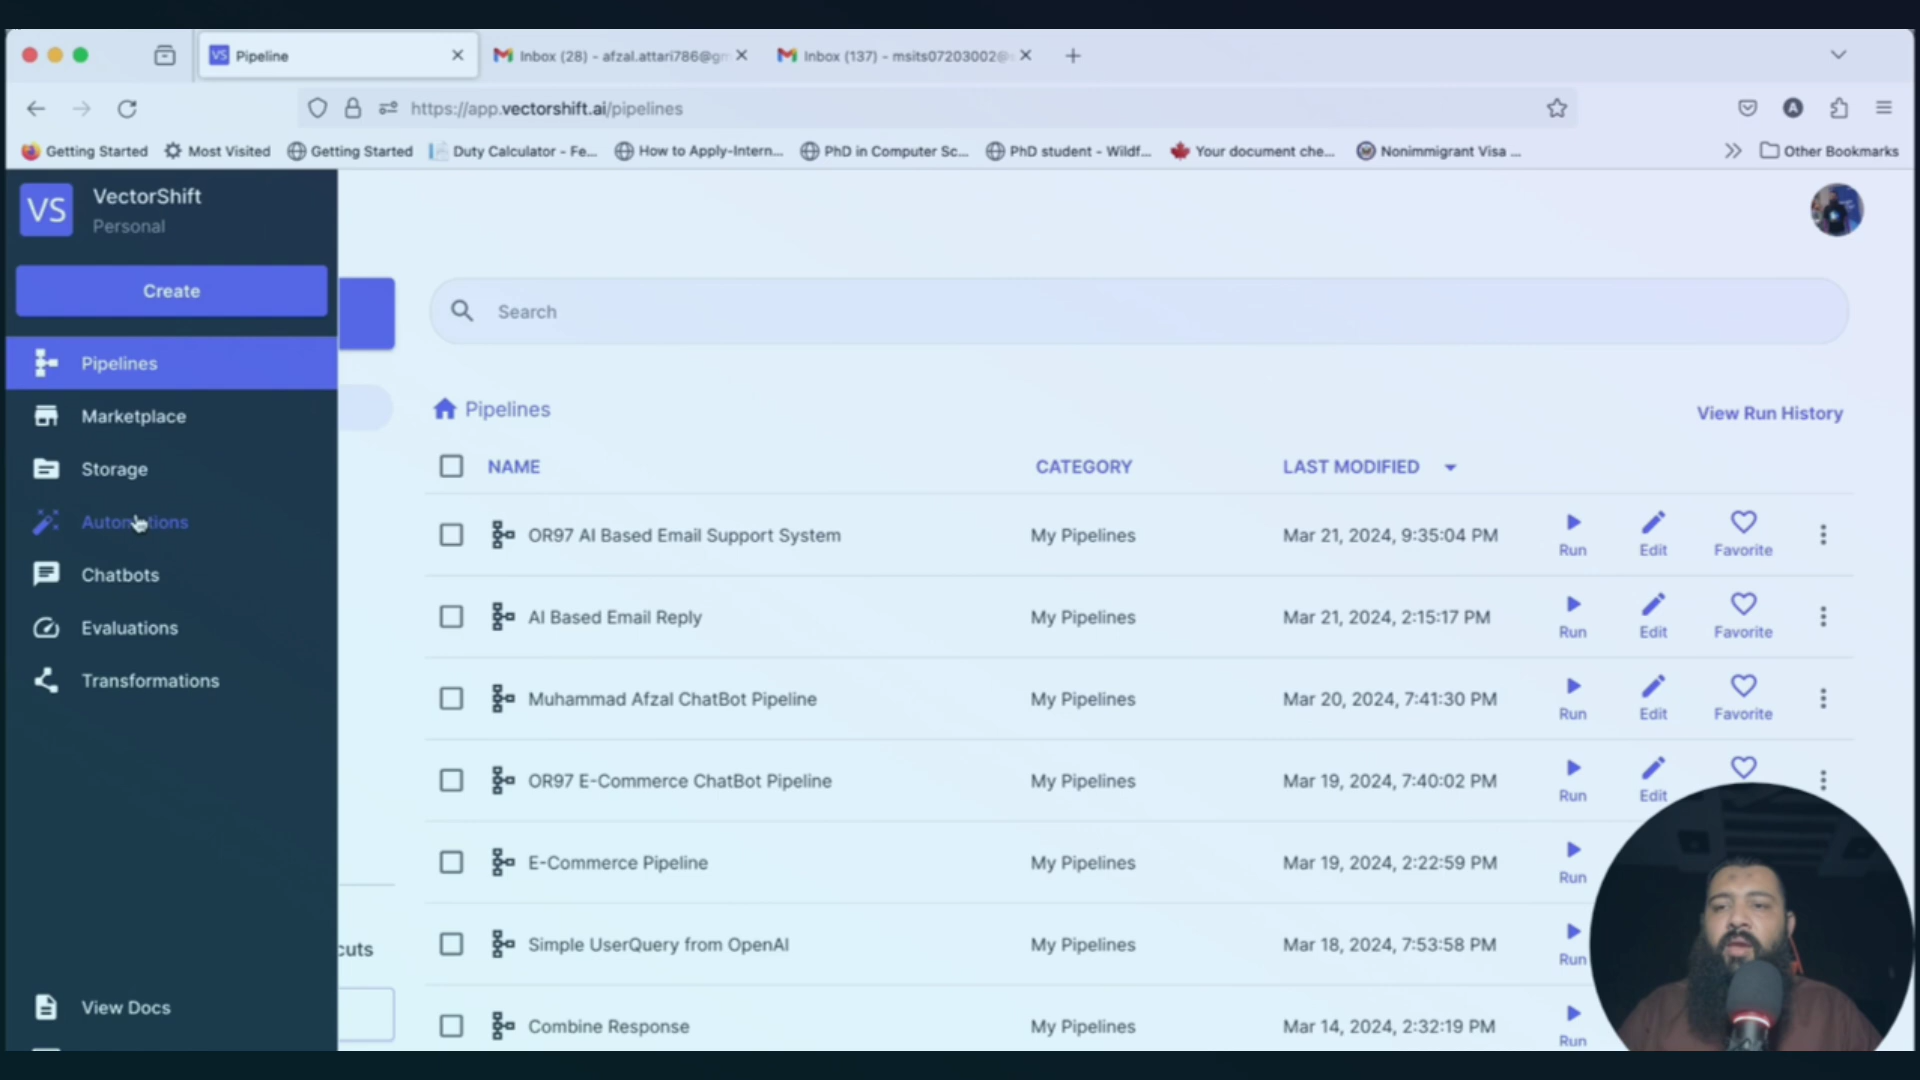 VS Pipeline
Inbox (28) - afzal.attari786@gm
Inbox (137) - msits07203002@
https://app.vectorshift.ai/pipelines
A
Getting Started
Most Visited
Getting Started
Duty Calculator - Fe...
How to Apply-Intern...
PhD in Computer Sc...
PhD student - Wildf...
Your document che...
Nonimmigrant Visa ...
Other Bookmarks
VS
VectorShift
Personal
Create
Pipelines
Marketplace
Storage
Automations
Chatbots
Evaluations
Transformations
View Docs
cuts
Search
Pipelines
View Run History
NAME CATEGORY LAST MODIFIED
OR97 AI Based Email Support System My Pipelines Mar 21, 2024, 9:35:04 PM Run Edit Favorite
AI Based Email Reply My Pipelines Mar 21, 2024, 2:15:17 PM Run Edit Favorite
Muhammad Afzal ChatBot Pipeline My Pipelines Mar 20, 2024, 7:41:30 PM Run Edit Favorite
OR97 E-Commerce ChatBot Pipeline My Pipelines Mar 19, 2024, 7:40:02 PM Run Edit
E-Commerce Pipeline My Pipelines Mar 19, 2024, 2:22:59 PM Run
Simple UserQuery from OpenAI My Pipelines Mar 18, 2024, 7:53:58 PM Run
Combine Response My Pipelines Mar 14, 2024, 2:32:19 PM Run